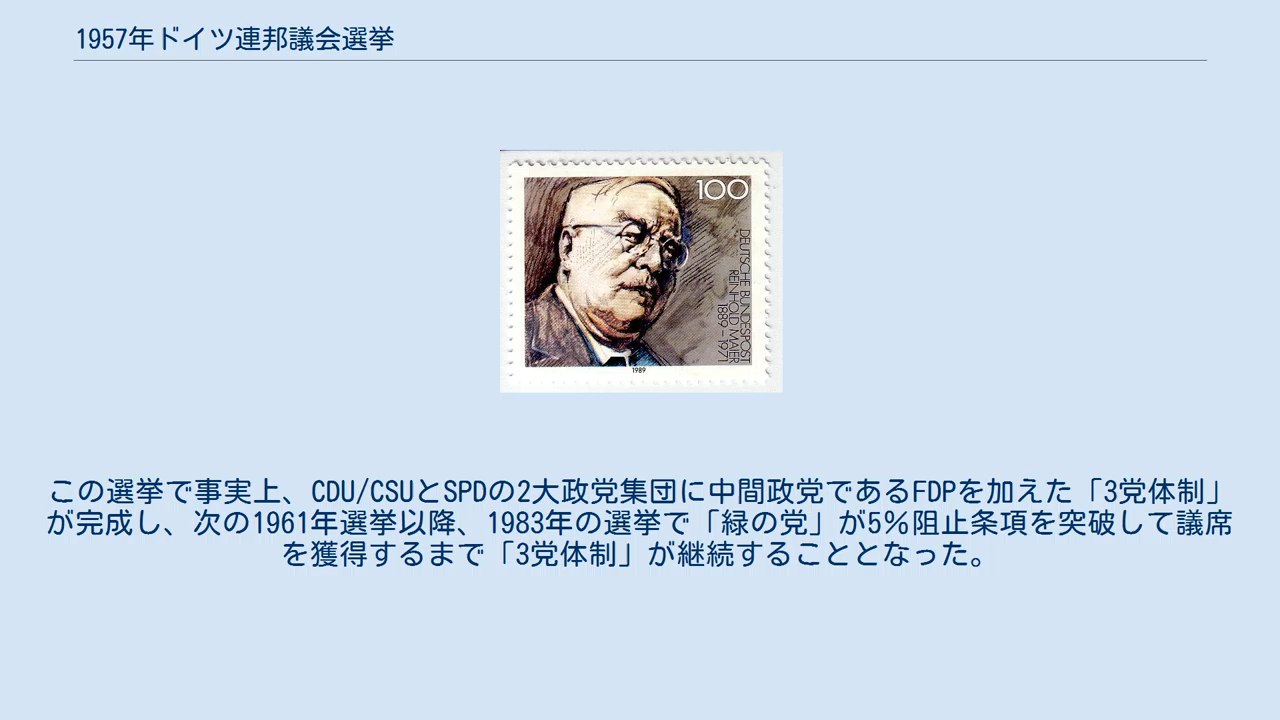 1957年ドイツ連邦議会選挙
100
DEUTSCHE BUNDESPOST
REINHOLD MAIER
1889-1971
1989
この選挙で事実上、CDU/CSUとSPDの2大政党集団に中間政党であるFDPを加えた「3党体制」
が完成し、次の1961年選挙以降、1983年の選挙で「緑の党」が5%阻止条項を突破して議席
を獲得するまで「3党体制」が継続することとなった。